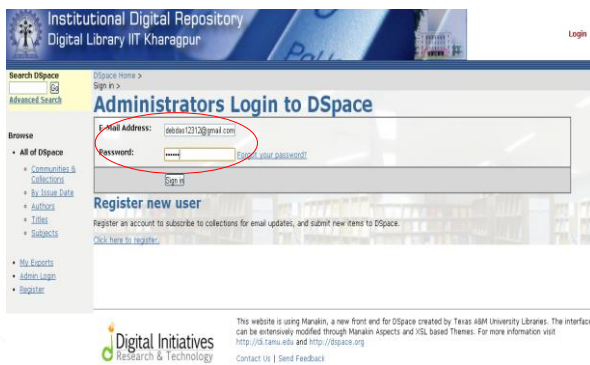 Institutional Digital Repository
Digital Library IIT Kharagpur
Login
Search DSpace
Go
Advanced Search
Browse
All of DSpace
Communities &
Collections
By Issue Date
Authors
Titles
Subjects
My Exports
Admin Login
Register
DSpace Home >
Sign in >
Administrators Login to DSpace
E-Mail Address:
debdas12312@gmail.com
Password:
••••••
Forgot your password?
Sign in
Register new user
Register an account to subscribe to collections for email updates, and submit new items to DSpace.
Click here to register.
Digital Initiatives
Research & Technology
This website is using Manakin, a new front end for DSpace created by Texas A&M University Libraries. The interface
can be extensively modified through Manakin Aspects and XSL based Themes. For more information visit
http://di.tamu.edu and http://dspace.org
Contact Us | Send Feedback